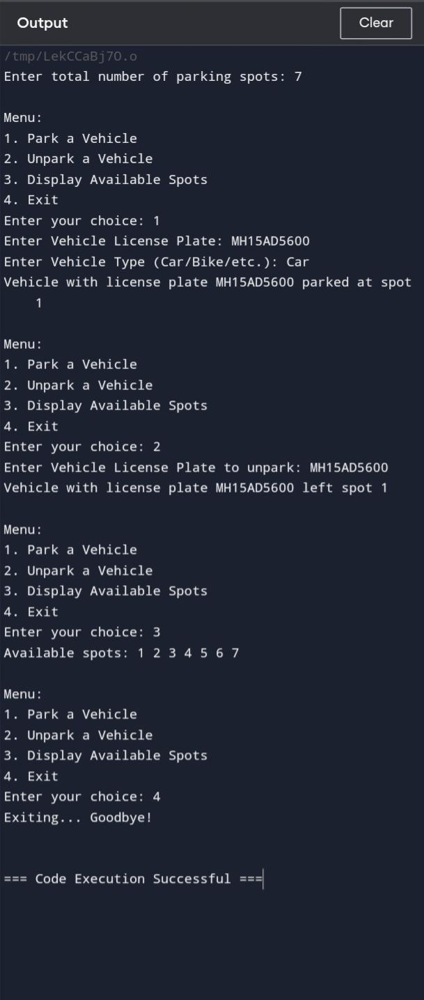 Output
Clear
/tmp/LekCCaBj7O.o
Enter total number of parking spots: 7
Menu:
1. Park a Vehicle
2. Unpark a Vehicle
3. Display Available Spots
4. Exit
Enter your choice: 1
Enter Vehicle License Plate: MH15AD5600
Enter Vehicle Type (Car/Bike/etc.): Car
Vehicle with license plate MH15AD5600 parked at spot
1
Menu:
1. Park a Vehicle
2. Unpark a Vehicle
3. Display Available Spots
4. Exit
Enter your choice: 2
Enter Vehicle License Plate to unpark: MH15AD5600
Vehicle with license plate MH15AD5600 left spot 1
Menu:
1. Park a Vehicle
2. Unpark a Vehicle
3. Display Available Spots
4. Exit
Enter your choice: 3
Available spots: 1 2 3 4 5 6 7
Menu:
1. Park a Vehicle
2. Unpark a Vehicle
3. Display Available Spots
4. Exit
Enter your choice: 4
Exiting... Goodbye!
=== Code Execution Successful ===